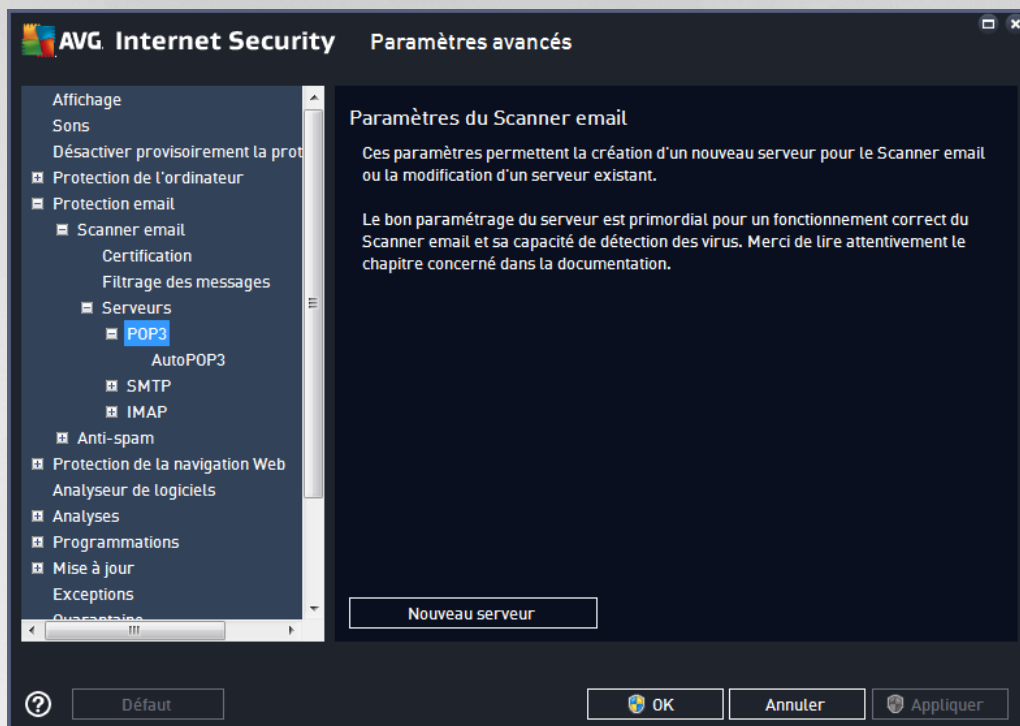 AVG. Internet Security Paramètres avancés
Affichage
Sons
Désactiver provisoirement la prot
Protection de l'ordinateur
Protection email
Scanner email
Certification
Filtrage des messages
Serveurs
POP3
AutoPOP3
SMTP
IMAP
Anti-spam
Protection de la navigation Web
Analyseur de logiciels
Analyses
Programmations
Mise à jour
Exceptions
Quarantaine
Paramètres du Scanner email
Ces paramètres permettent la création d'un nouveau serveur pour le Scanner email
ou la modification d'un serveur existant.
Le bon paramétrage du serveur est primordial pour un fonctionnement correct du
Scanner email et sa capacité de détection des virus. Merci de lire attentivement le
chapitre concerné dans la documentation.
Nouveau serveur
Défaut
OK
Annuler
Appliquer